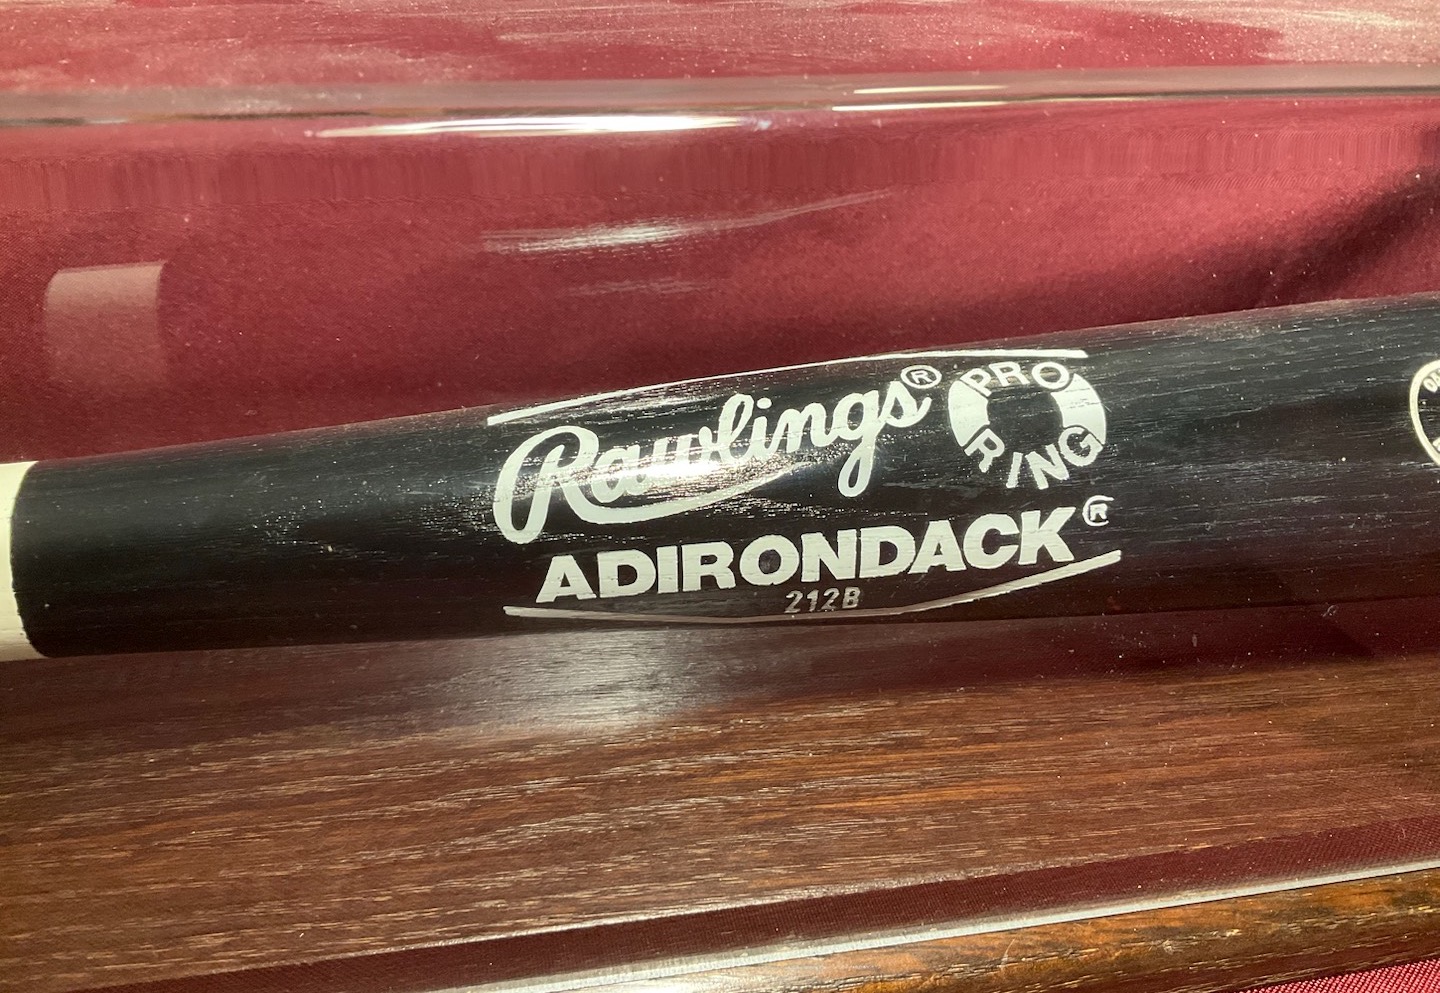 Rawlings®
PRO
RING
ADIRONDACK®
212B